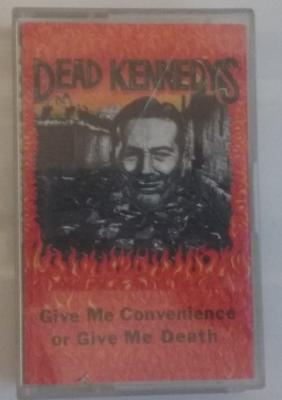 DEAD KENNEDYS
Give Me Convenience
or Give Me Death